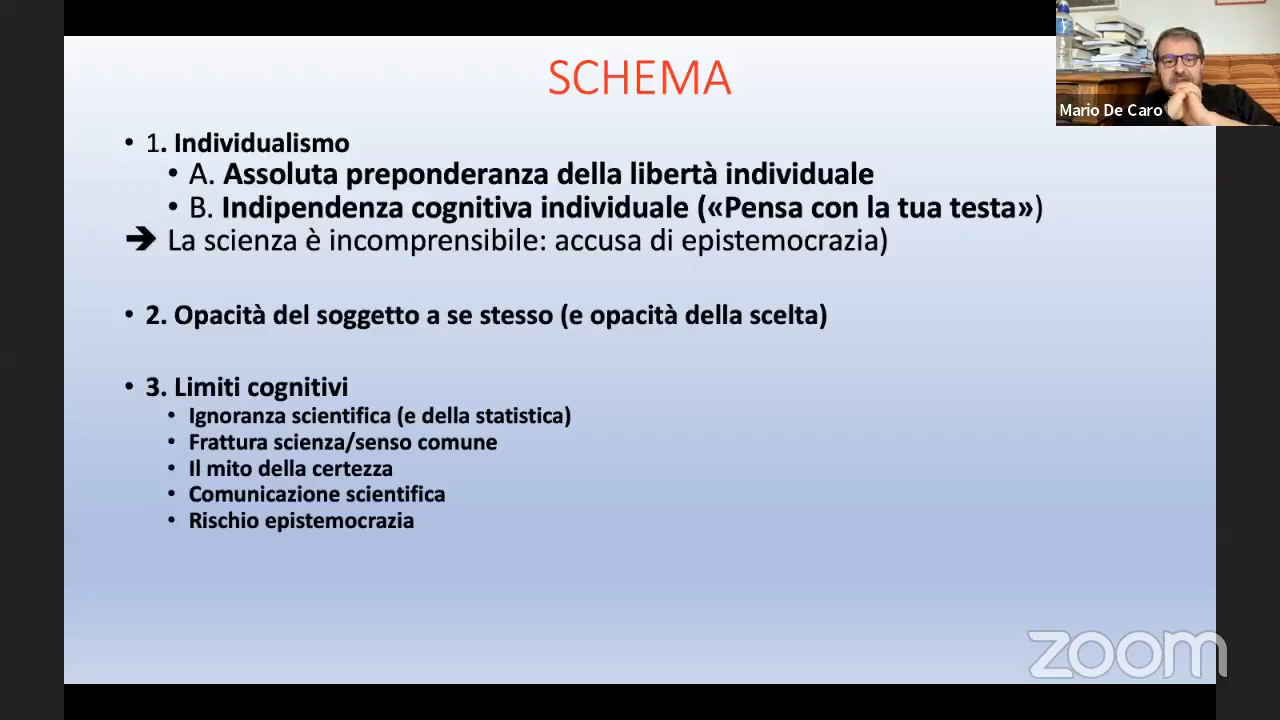 SCHEMA
• 1. Individualismo
• A. Assoluta preponderanza della libertà individuale
• B. Indipendenza cognitiva individuale («Pensa con la tua testa»)
➔ La scienza è incomprensibile: accusa di epistemocrazia)
• 2. Opacità del soggetto a se stesso (e opacità della scelta)
• 3. Limiti cognitivi
• Ignoranza scientifica (e della statistica)
• Frattura scienza/senso comune
• Il mito della certezza
• Comunicazione scientifica
• Rischio epistemocrazia
Mario De Caro
zoom